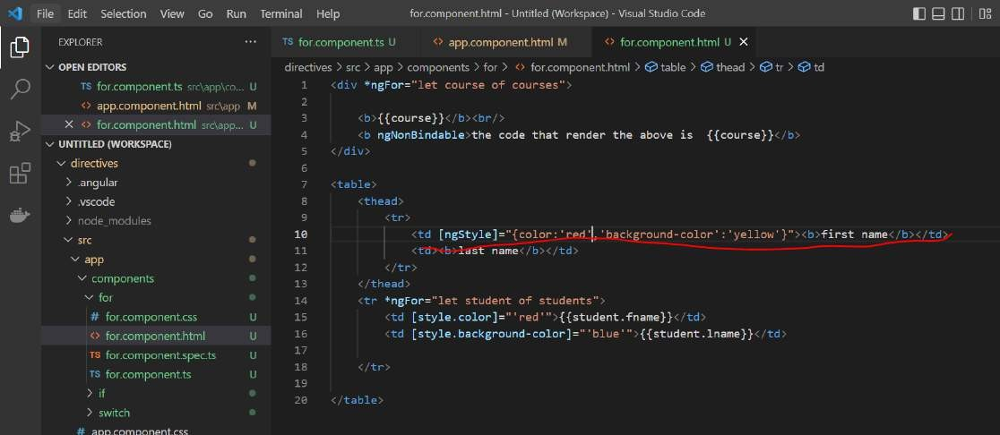 File Edit Selection View Go Run Terminal Help for.component.html - Untitled (Workspace) - Visual Studio Code
EXPLORER ...
TS for.component.ts U <> app.component.html M <> for.component.html U ×
OPEN EDITORS
directives > src > app > components > for > <> for.component.html > table > thead > tr > td
TS for.component.ts src\app\co... U
<> app.component.html src\app M
× <> for.component.html src\app... U
UNTITLED (WORKSPACE)
directives
.angular
.vscode
node_modules
src
app
components
for
# for.component.css U
<> for.component.html U
TS for.component.spec.ts U
TS for.component.ts U
if
switch
# app.component.css
1 <div *ngFor="let course of courses">
2
3 <b>{{course}}</b><br/>
4 <b ngNonBindable>the code that render the above is {{course}}</b>
5 </div>
6
7 <table>
8 <thead>
9 <tr>
10 <td [ngStyle]="{color:'red','background-color':'yellow'}"><b>first name</b></td>
11 <td><b>last name</b></td>
12 </tr>
13 </thead>
14 <tr *ngFor="let student of students">
15 <td [style.color]="'red'">{{student.fname}}</td>
16 <td [style.background-color]="'blue'">{{student.lname}}</td>
17
18 </tr>
19
20 </table>